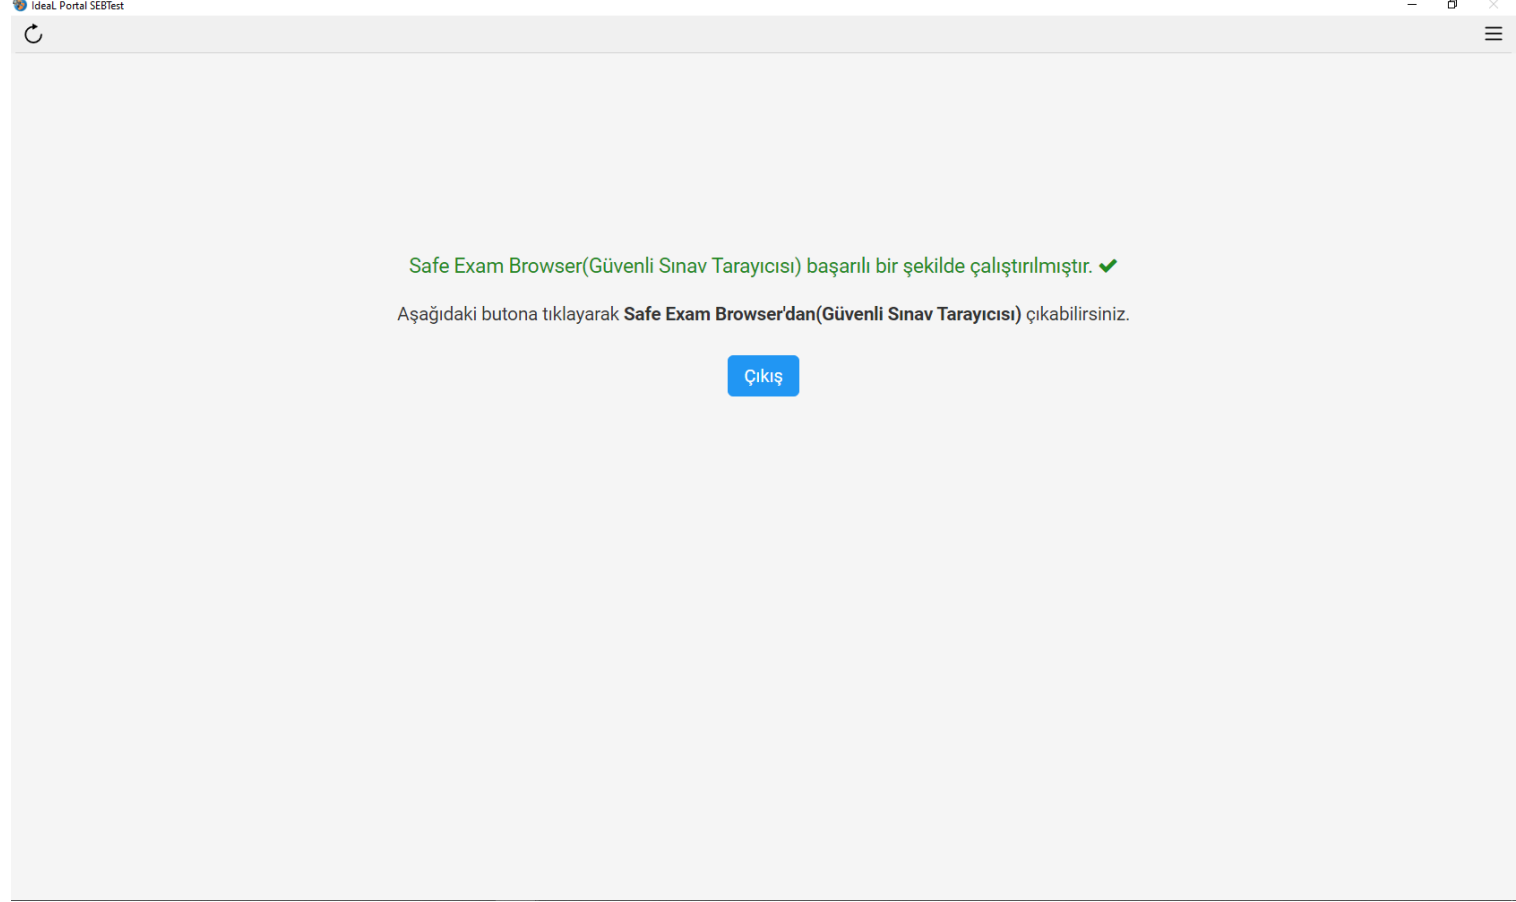 IdeaL Portal SEBTest
Safe Exam Browser(Güvenli Sınav Tarayıcısı) başarılı bir şekilde çalıştırılmıştır.
Aşağıdaki butona tıklayarak Safe Exam Browser'dan(Güvenli Sınav Tarayıcısı) çıkabilirsiniz.
Çıkış